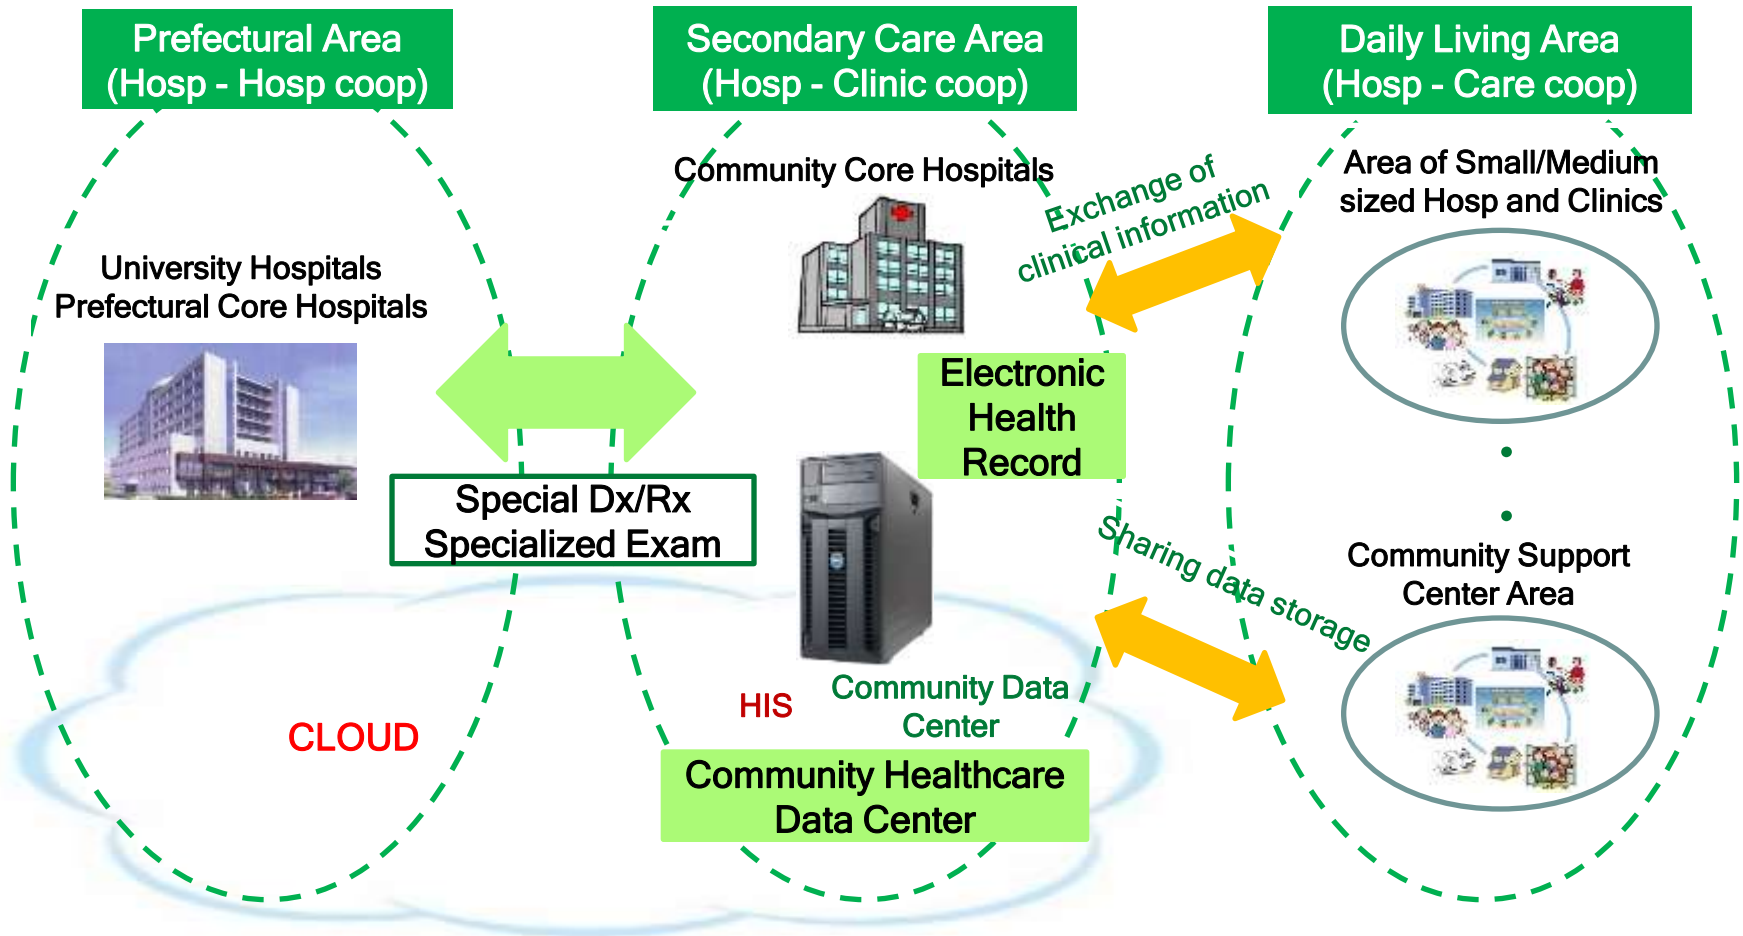 Prefectural Area
(Hosp - Hosp coop)
Secondary Care Area
(Hosp - Clinic coop)
Daily Living Area
(Hosp - Care coop)
University Hospitals
Prefectural Core Hospitals
Community Core Hospitals
Exchange of
clinical information
Area of Small/Medium
sized Hosp and Clinics
Electronic
Health
Record
Special Dx/Rx
Specialized Exam
Sharing data storage
Community Support
Center Area
CLOUD
HIS
Community Data
Center
Community Healthcare
Data Center